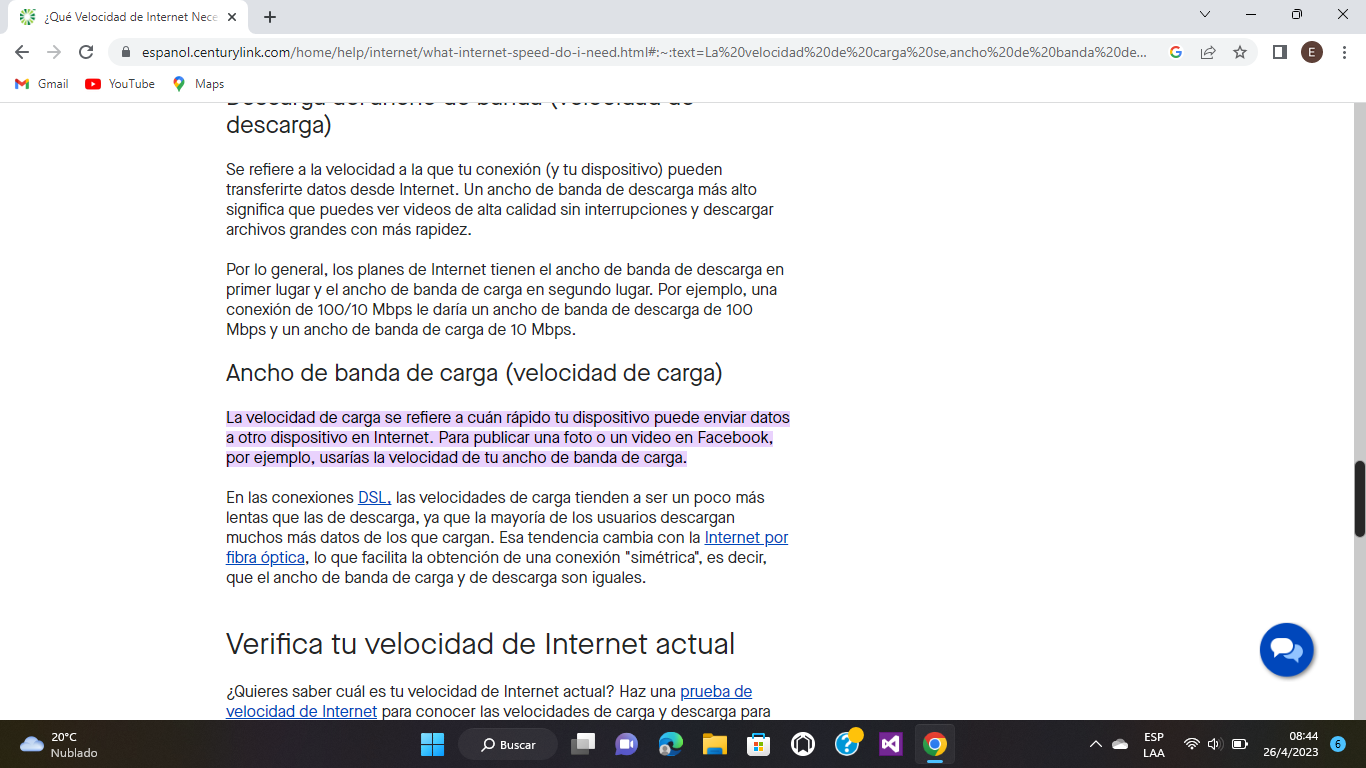 ¿Qué Velocidad de Internet Nece
espanol.centurylink.com/home/help/internet/what-internet-speed-do-i-need.html#:~:text=La%20velocidad%20de%20carga%20se,ancho%20de%20banda%20de...
E
Gmail
YouTube
Maps
Descarga del ancho de banda (velocidad de
descarga)
Se refiere a la velocidad a la que tu conexión (y tu dispositivo) pueden
transferirte datos desde Internet. Un ancho de banda de descarga más alto
significa que puedes ver videos de alta calidad sin interrupciones y descargar
archivos grandes con más rapidez.
Por lo general, los planes de Internet tienen el ancho de banda de descarga en
primer lugar y el ancho de banda de carga en segundo lugar. Por ejemplo, una
conexión de 100/10 Mbps le daría un ancho de banda de descarga de 100
Mbps y un ancho de banda de carga de 10 Mbps.
Ancho de banda de carga (velocidad de carga)
La velocidad de carga se refiere a cuán rápido tu dispositivo puede enviar datos
a otro dispositivo en Internet. Para publicar una foto o un video en Facebook,
por ejemplo, usarías la velocidad de tu ancho de banda de carga.
En las conexiones DSL, las velocidades de carga tienden a ser un poco más
lentas que las de descarga, ya que la mayoría de los usuarios descargan
muchos más datos de los que cargan. Esa tendencia cambia con la Internet por
fibra óptica, lo que facilita la obtención de una conexión "simétrica", es decir,
que el ancho de banda de carga y de descarga son iguales.
Verifica tu velocidad de Internet actual
¿Quieres saber cuál es tu velocidad de Internet actual? Haz una prueba de
velocidad de Internet para conocer las velocidades de carga y descarga para
20°C
Nublado
Buscar
ESP
LAA
08:44
26/4/2023
6